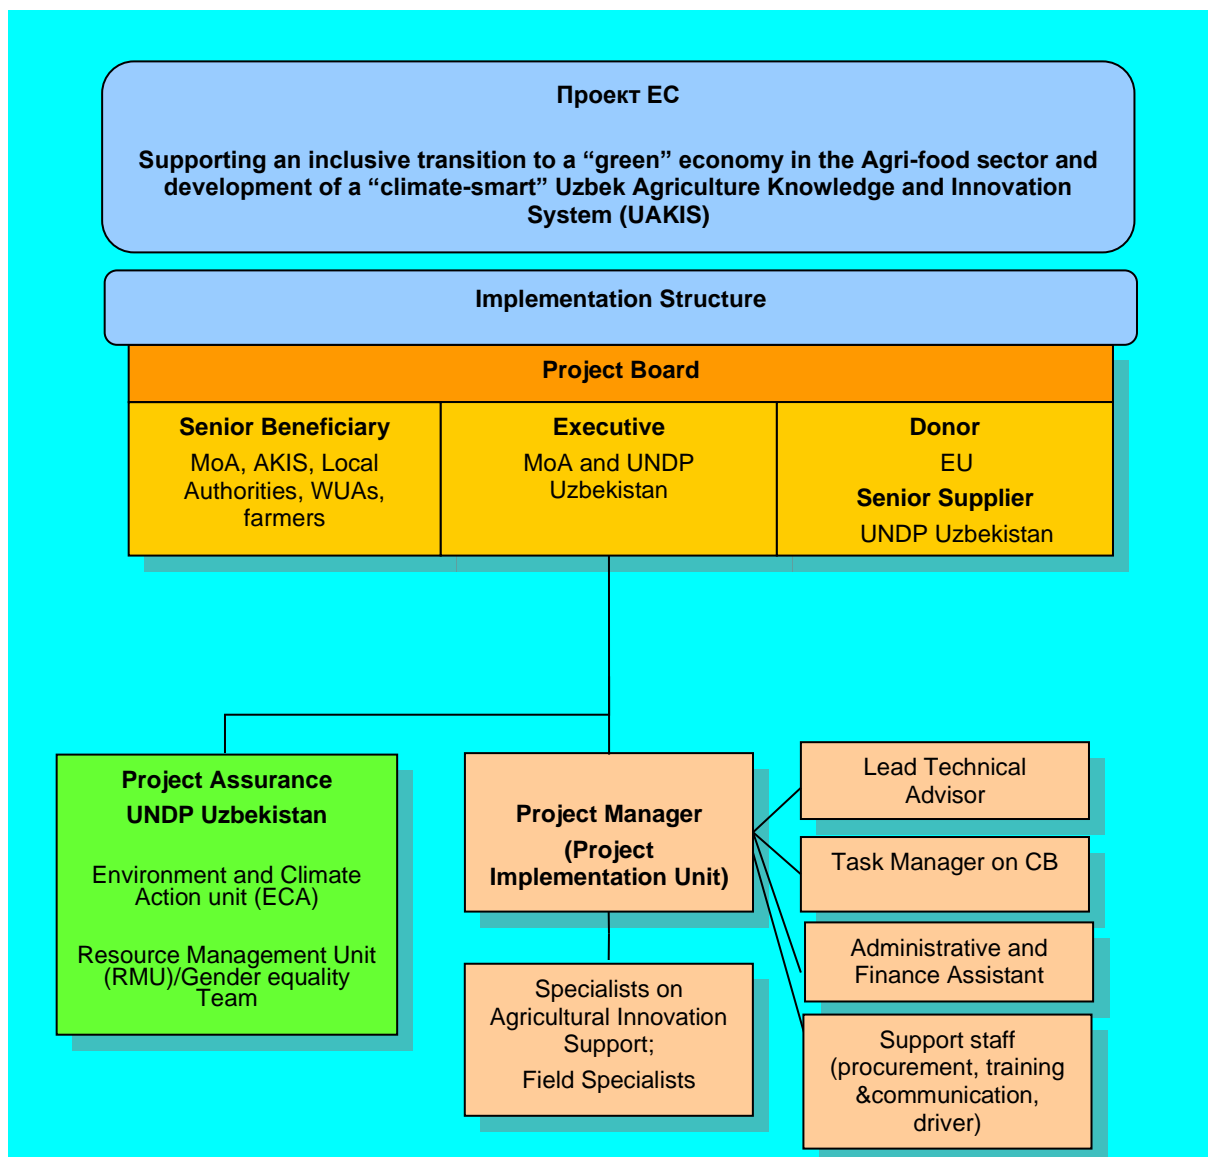 Проект ЕС
Supporting an inclusive transition to a “green” economy in the Agri-food sector and
development of a “climate-smart” Uzbek Agriculture Knowledge and Innovation
System (UAKIS)
Implementation Structure
Project Board
Senior Beneficiary
MoA, AKIS, Local
Authorities, WUAs,
farmers
Executive
MoA and UNDP
Uzbekistan
Donor
EU
Senior Supplier
UNDP Uzbekistan
Project Assurance
UNDP Uzbekistan
Environment and Climate
Action unit (ECA)
Resource Management Unit
(RMU)/Gender equality
Team
Project Manager
(Project
Implementation Unit)
Specialists on
Agricultural Innovation
Support;
Field Specialists
Lead Technical
Advisor
Task Manager on CB
Administrative and
Finance Assistant
Support staff
(procurement, training
&communication,
driver)